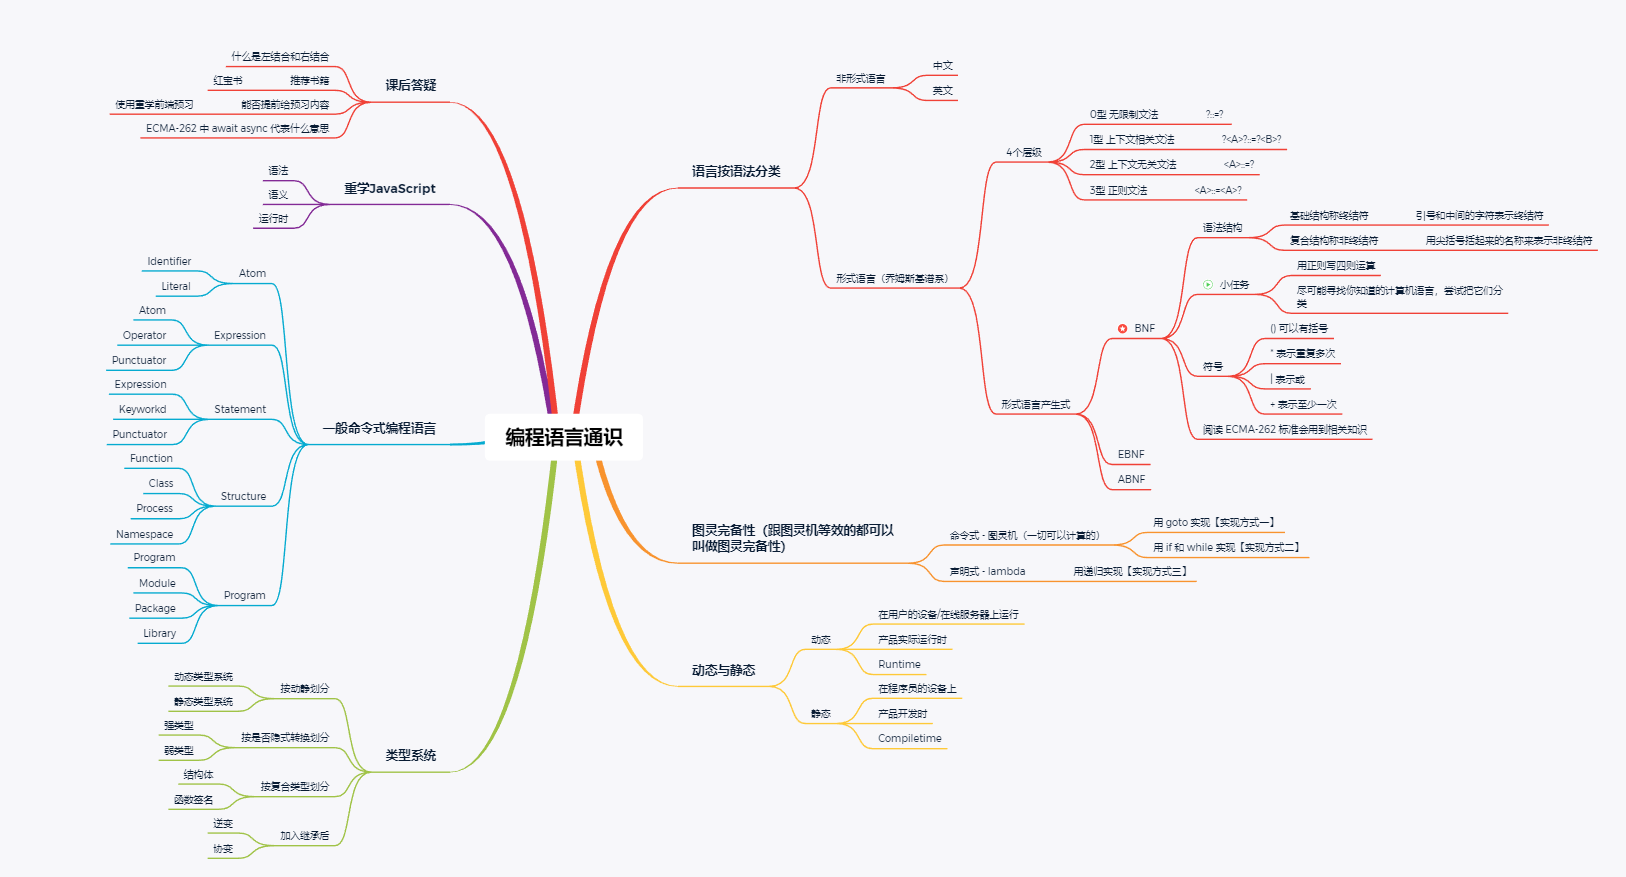 编程语言通识
语言按语法分类
非形式语言
中文
英文
形式语言（乔姆斯基谱系）
4个层级
0型 无限制文法
?::=?
1型 上下文相关文法
?<A>?::=?<B>?
2型 上下文无关文法
<A>::=?
3型 正则文法
<A>::=<A>?
形式语言产生式
BNF
语法结构
基础结构称终结符
引号和中间的字符表示终结符
复合结构称非终结符
用尖括号括起来的名称来表示非终结符
小任务
用正则写四则运算
尽可能寻找你知道的计算机语言，尝试把它们分
类
符号
() 可以有括号
* 表示重复多次
| 表示或
+ 表示至少一次
阅读 ECMA-262 标准会用到相关知识
EBNF
ABNF
图灵完备性（跟图灵机等效的都可以
叫做图灵完备性)
命令式 - 图灵机（一切可以计算的）
用 goto 实现【实现方式一】
用 if 和 while 实现【实现方式二】
声明式 - lambda
用递归实现【实现方式三】
动态与静态
动态
在用户的设备/在线服务器上运行
产品实际运行时
Runtime
静态
在程序员的设备上
产品开发时
Compiletime
课后答疑
什么是左结合和右结合
推荐书籍
红宝书
能否提前给预习内容
使用重学前端预习
ECMA-262 中 await async 代表什么意思
重学JavaScript
语法
语义
运行时
一般命令式编程语言
Atom
Identifier
Literal
Expression
Atom
Operator
Punctuator
Statement
Expression
Keyworkd
Punctuator
Structure
Function
Class
Process
Namespace
Program
Program
Module
Package
Library
类型系统
按动静划分
动态类型系统
静态类型系统
按是否隐式转换划分
强类型
弱类型
按复合类型划分
结构体
函数签名
加入继承后
逆变
协变